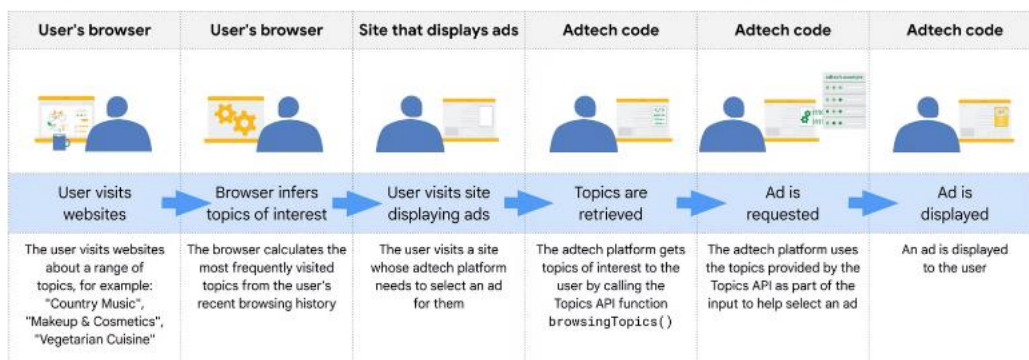 User's browser
User's browser
Site that displays ads
Adtech code
Adtech code
Adtech code
User visits
websites
Browser infers
topics of interest
User visits site
displaying ads
Topics are
retrieved
Ad is
requested
Ad is
displayed
The user visits websites
about a range of
topics, for example:
"Country Music",
"Makeup & Cosmetics",
"Vegetarian Cuisine"
The browser calculates the
most frequently visited
topics from the user's
recent browsing history
The user visits a site
whose adtech platform
needs to select an ad
for them
The adtech platform gets
topics of interest to the
user by calling the
Topics API function
browsingTopics()
The adtech platform uses
the topics provided by the
Topics API as part of the
input to help select an ad
An ad is displayed
to the user